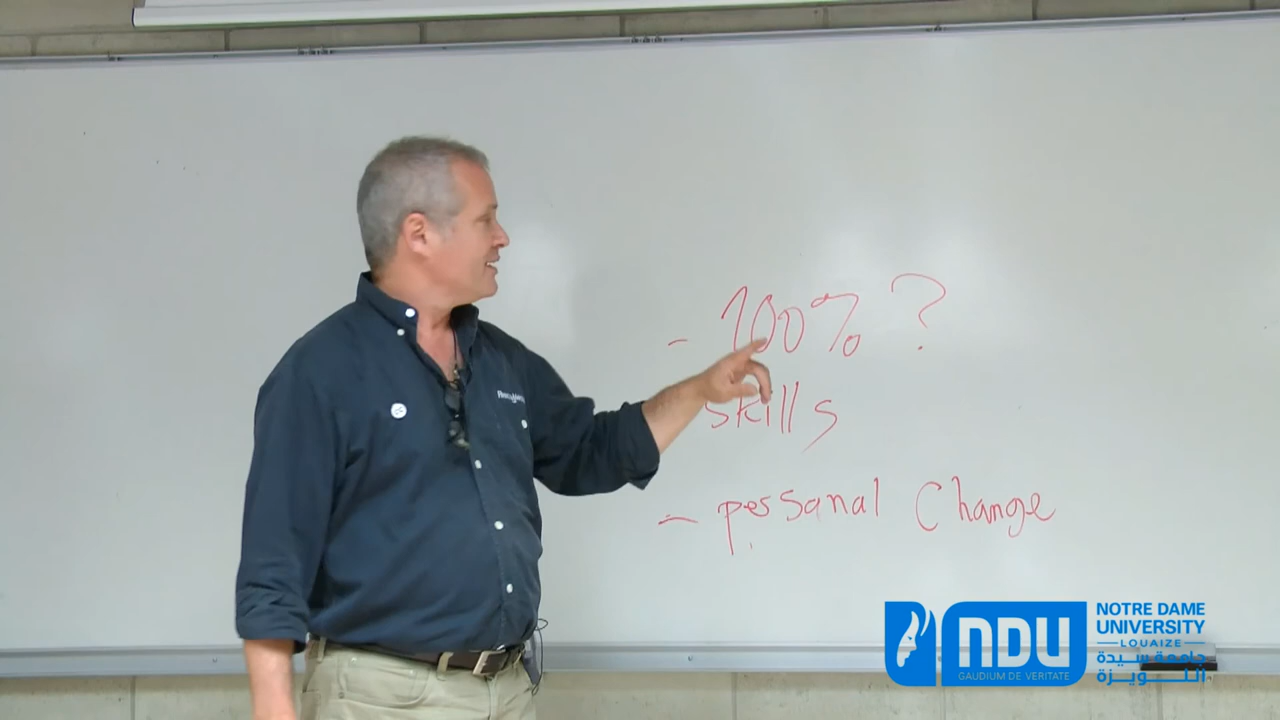 - 100% ?
skills
- persanal Change
NDU
GAUDIUM DE VERITATE
NOTRE DAME
UNIVERSITY
LOUAIZE
جامعة سيدة
اللويزة